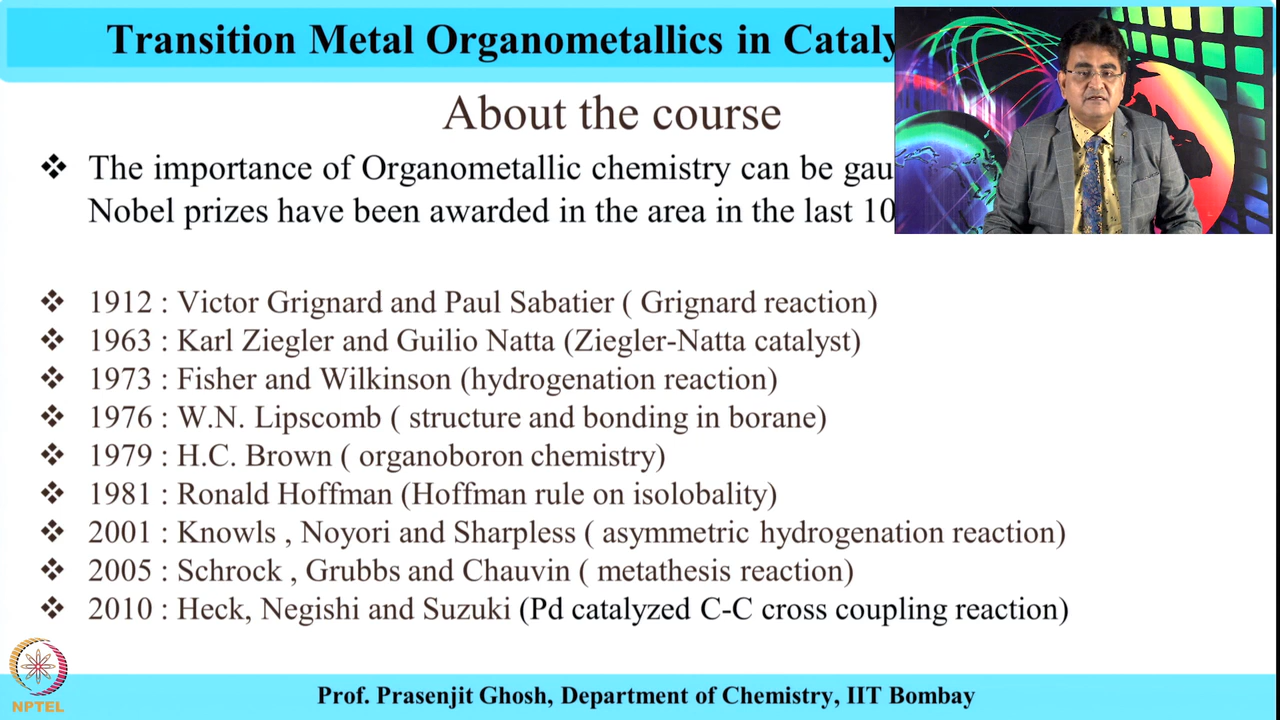 Transition Metal Organometallics in Cataly
About the course
❖ The importance of Organometallic chemistry can be gau
Nobel prizes have been awarded in the area in the last 10
❖ 1912 : Victor Grignard and Paul Sabatier ( Grignard reaction)
❖ 1963 : Karl Ziegler and Guilio Natta (Ziegler-Natta catalyst)
❖ 1973 : Fisher and Wilkinson (hydrogenation reaction)
❖ 1976 : W.N. Lipscomb ( structure and bonding in borane)
❖ 1979 : H.C. Brown ( organoboron chemistry)
❖ 1981 : Ronald Hoffman (Hoffman rule on isolobality)
❖ 2001 : Knowls , Noyori and Sharpless ( asymmetric hydrogenation reaction)
❖ 2005 : Schrock , Grubbs and Chauvin ( metathesis reaction)
❖ 2010 : Heck, Negishi and Suzuki (Pd catalyzed C-C cross coupling reaction)
Prof. Prasenjit Ghosh, Department of Chemistry, IIT Bombay
NPTEL